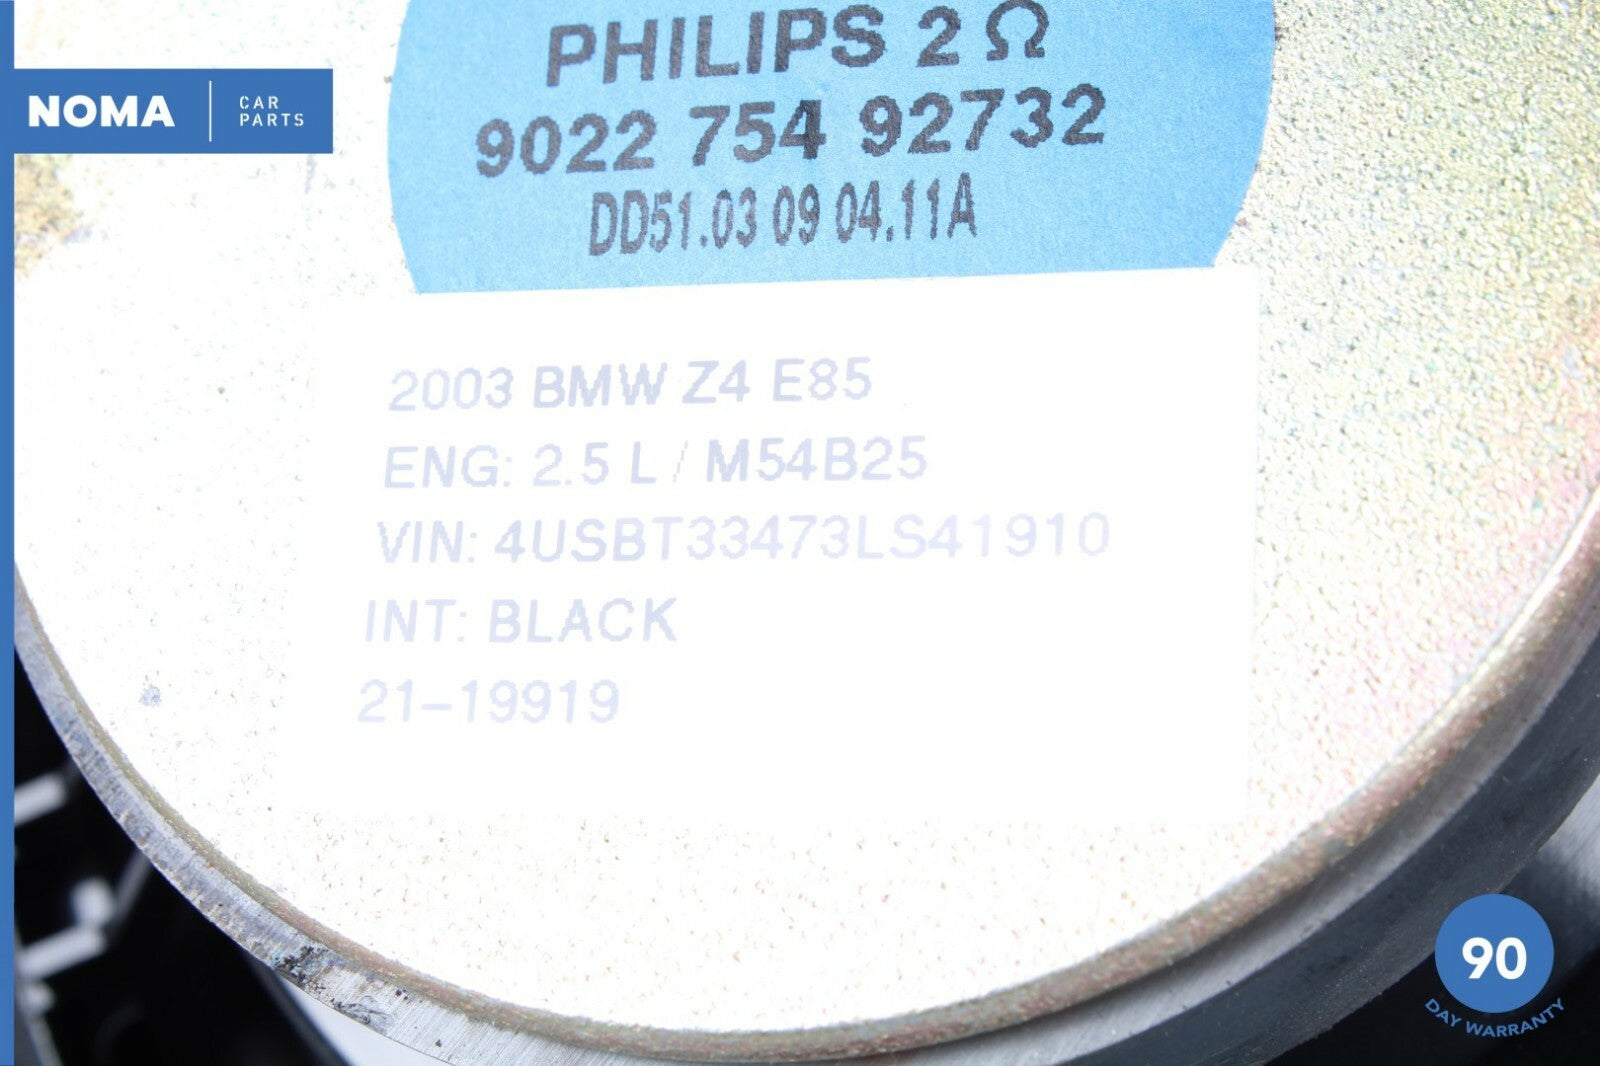 PHILIPS 2 Ω
9022 754 92732
DD51.03 09 04.11A
NOMA
CAR
PARTS
2003 BMW Z4 E85
ENG: 2.5 L / M54B25
VIN: 4USBT33473LS41910
INT: BLACK
21-19919
90
DAY WARRANTY